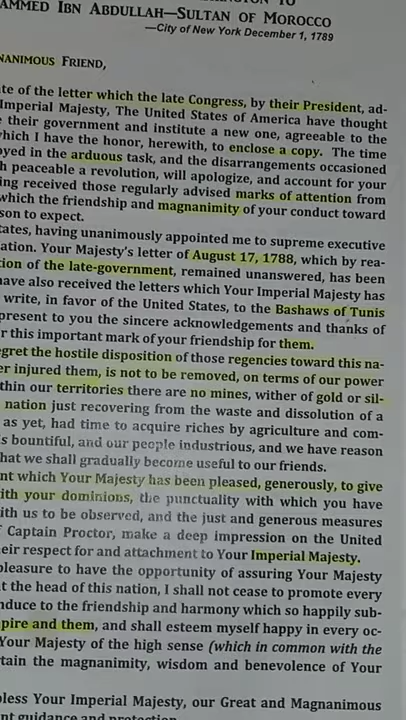 AMMED IBN ABDULLAH—SULTAN OF MOROCCO
—City of New York December 1, 1789
NANIMOUS FRIEND,
te of the letter which the late Congress, by their President, ad-
Imperial Majesty, The United States of America have thought
their government and institute a new one, agreeable to the
which I have the honor, herewith, to enclose a copy. The time
oyed in the arduous task, and the disarrangements occasioned
h peaceable a revolution, will apologize, and account for your
ing received those regularly advised marks of attention from
which the friendship and magnanimity of your conduct toward
son to expect.
tates, having unanimously appointed me to supreme executive
ation. Your Majesty's letter of August 17, 1788, which by rea-
tion of the late-government, remained unanswered, has been
have also received the letters which Your Imperial Majesty has
write, in favor of the United States, to the Bashaws of Tunis
present to you the sincere acknowledgements and thanks of
r this important mark of your friendship for them.
egret the hostile disposition of those regencies toward this na-
er injured them, is not to be removed, on terms of our power
thin our territories there are no mines, wither of gold or sil-
nation just recovering from the waste and dissolution of a
as yet, had time to acquire riches by agriculture and com-
is bountiful, and our people industrious, and we have reason
hat we shall gradually become useful to our friends.
nt which Your Majesty has been pleased, generously, to give
ith your dominions, the punctuality with which you have
ith us to be observed, and the just and generous measures
f Captain Proctor, make a deep impression on the United
eir respect for and attachment to Your Imperial Majesty.
pleasure to have the opportunity of assuring Your Majesty
t the head of this nation, I shall not cease to promote every
nduce to the friendship and harmony which so happily sub-
pire and them, and shall esteem myself happy in every oc-
Your Majesty of the high sense (which in common with the
tain the magnanimity, wisdom and benevolence of Your
bless Your Imperial Majesty, our Great and Magnanimous
nt guidance and protection